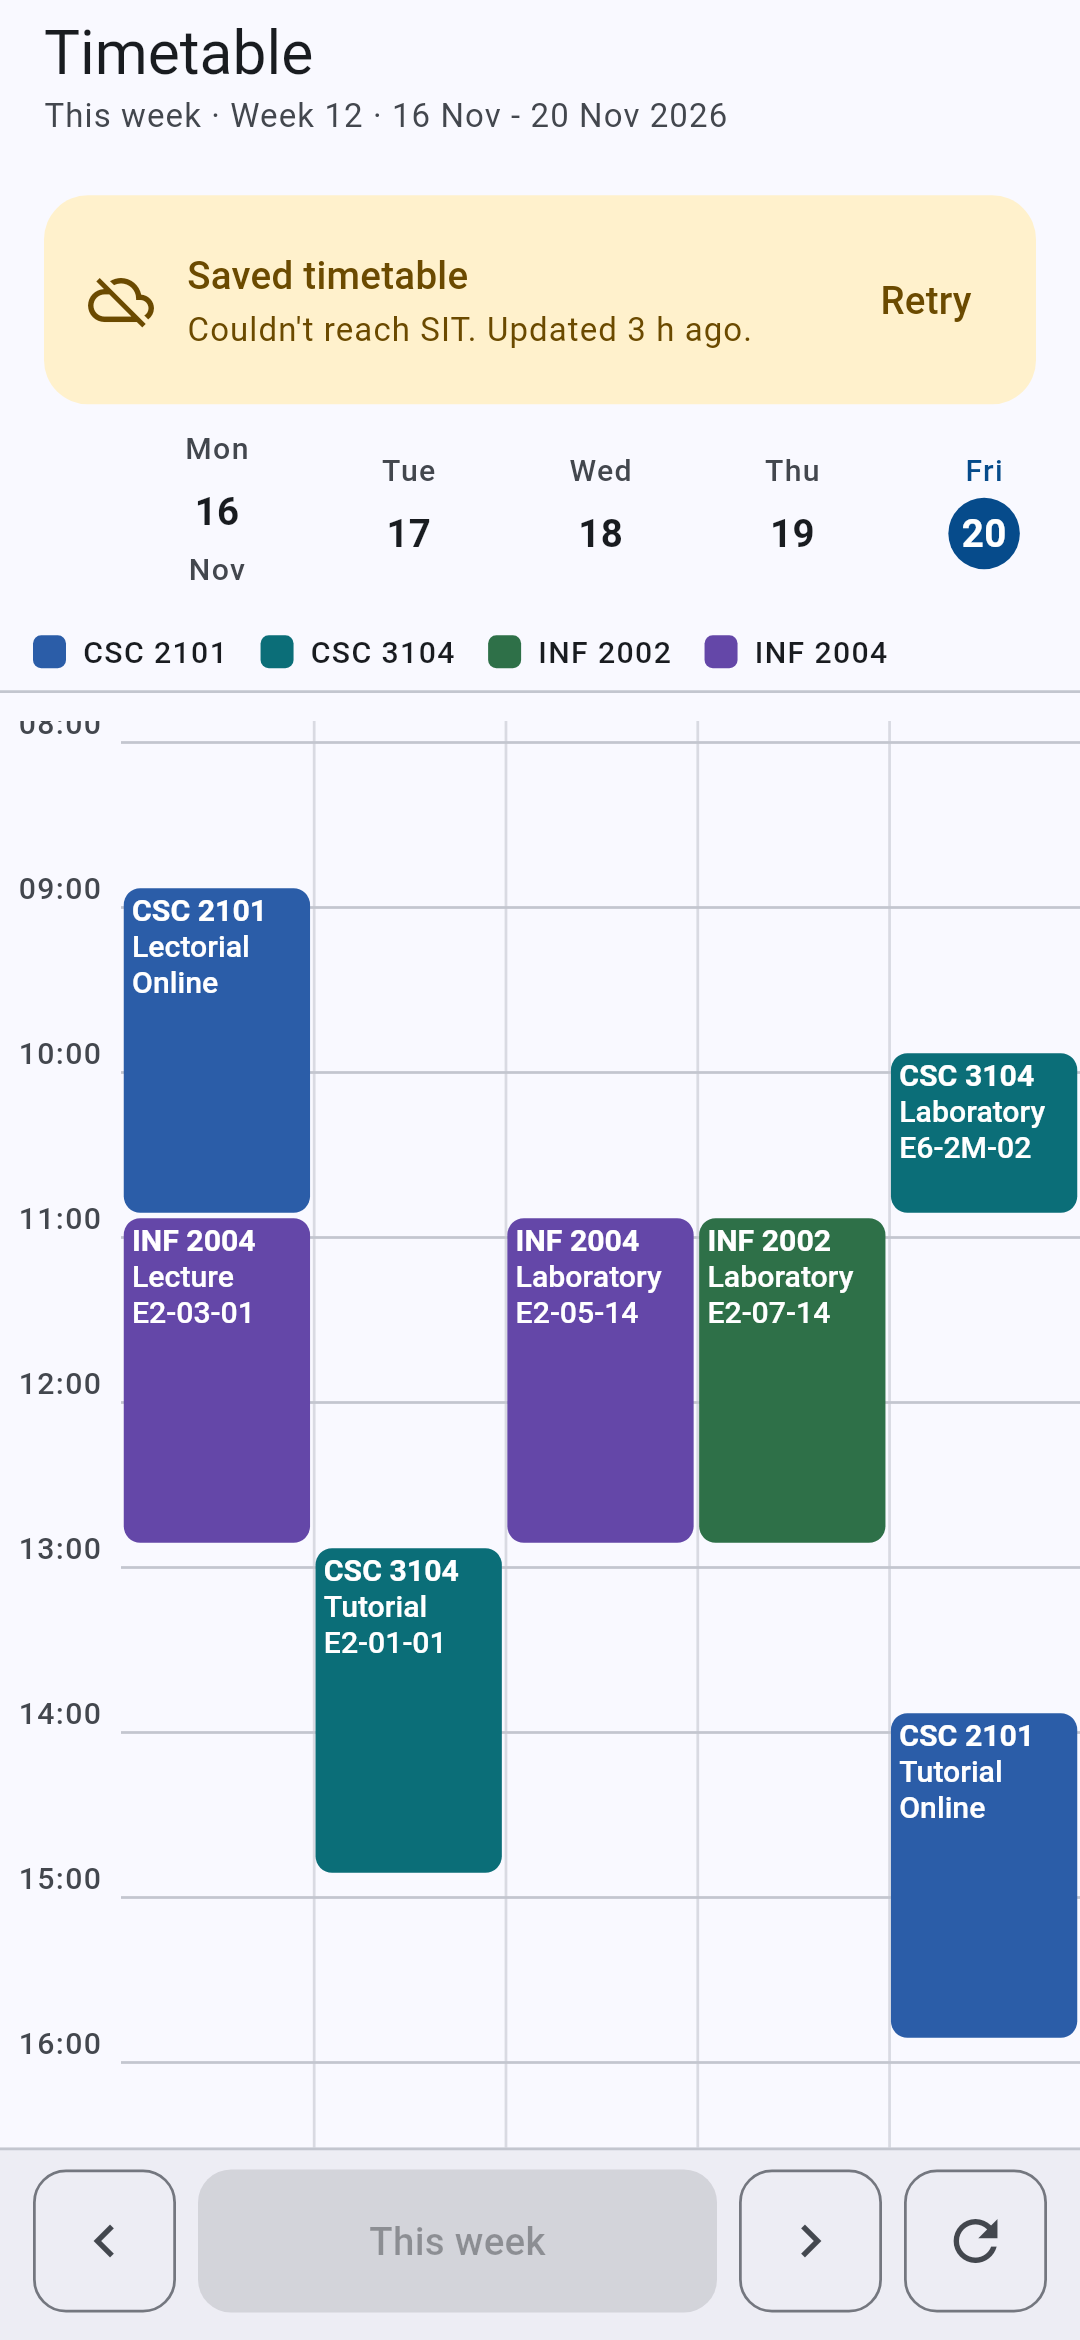 Timetable
This week · Week 12 · 16 Nov - 20 Nov 2026
Saved timetable
Couldn't reach SIT. Updated 3 h ago.
Retry
Mon
16
Nov
Tue
17
Wed
18
Thu
19
Fri
20
CSC 2101
CSC 3104
INF 2002
INF 2004
08:00
09:00
CSC 2101
Lectorial
Online
10:00
CSC 3104
Laboratory
E6-2M-02
11:00
INF 2004
Lecture
E2-03-01
INF 2004
Laboratory
E2-05-14
INF 2002
Laboratory
E2-07-14
12:00
13:00
CSC 3104
Tutorial
E2-01-01
14:00
CSC 2101
Tutorial
Online
15:00
16:00
This week